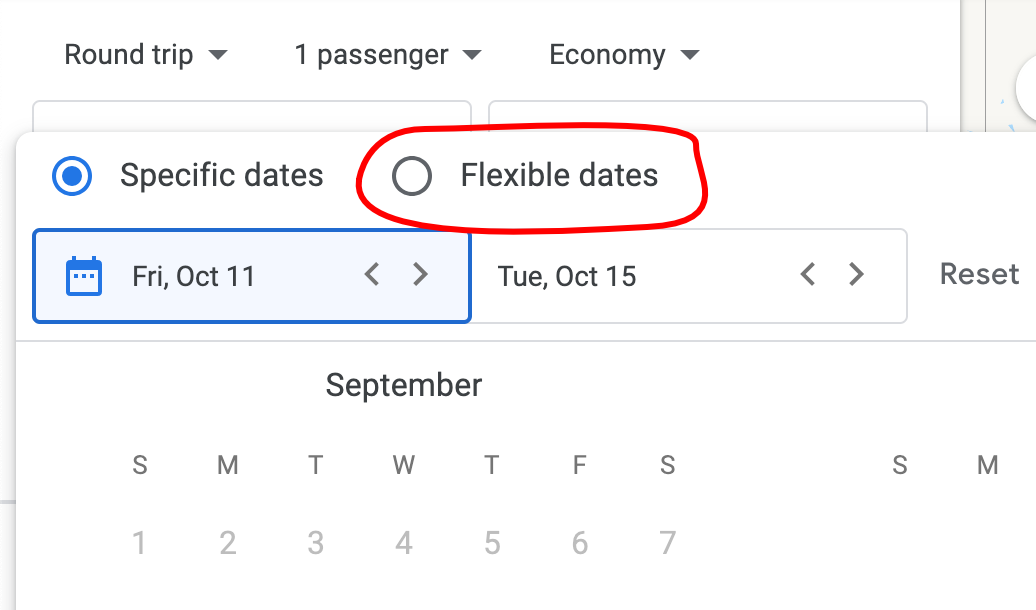 Round trip 1 passenger Economy
Specific dates Flexible dates
Fri, Oct 11 Tue, Oct 15 Reset
September
S M T W T F S S M
1 2 3 4 5 6 7